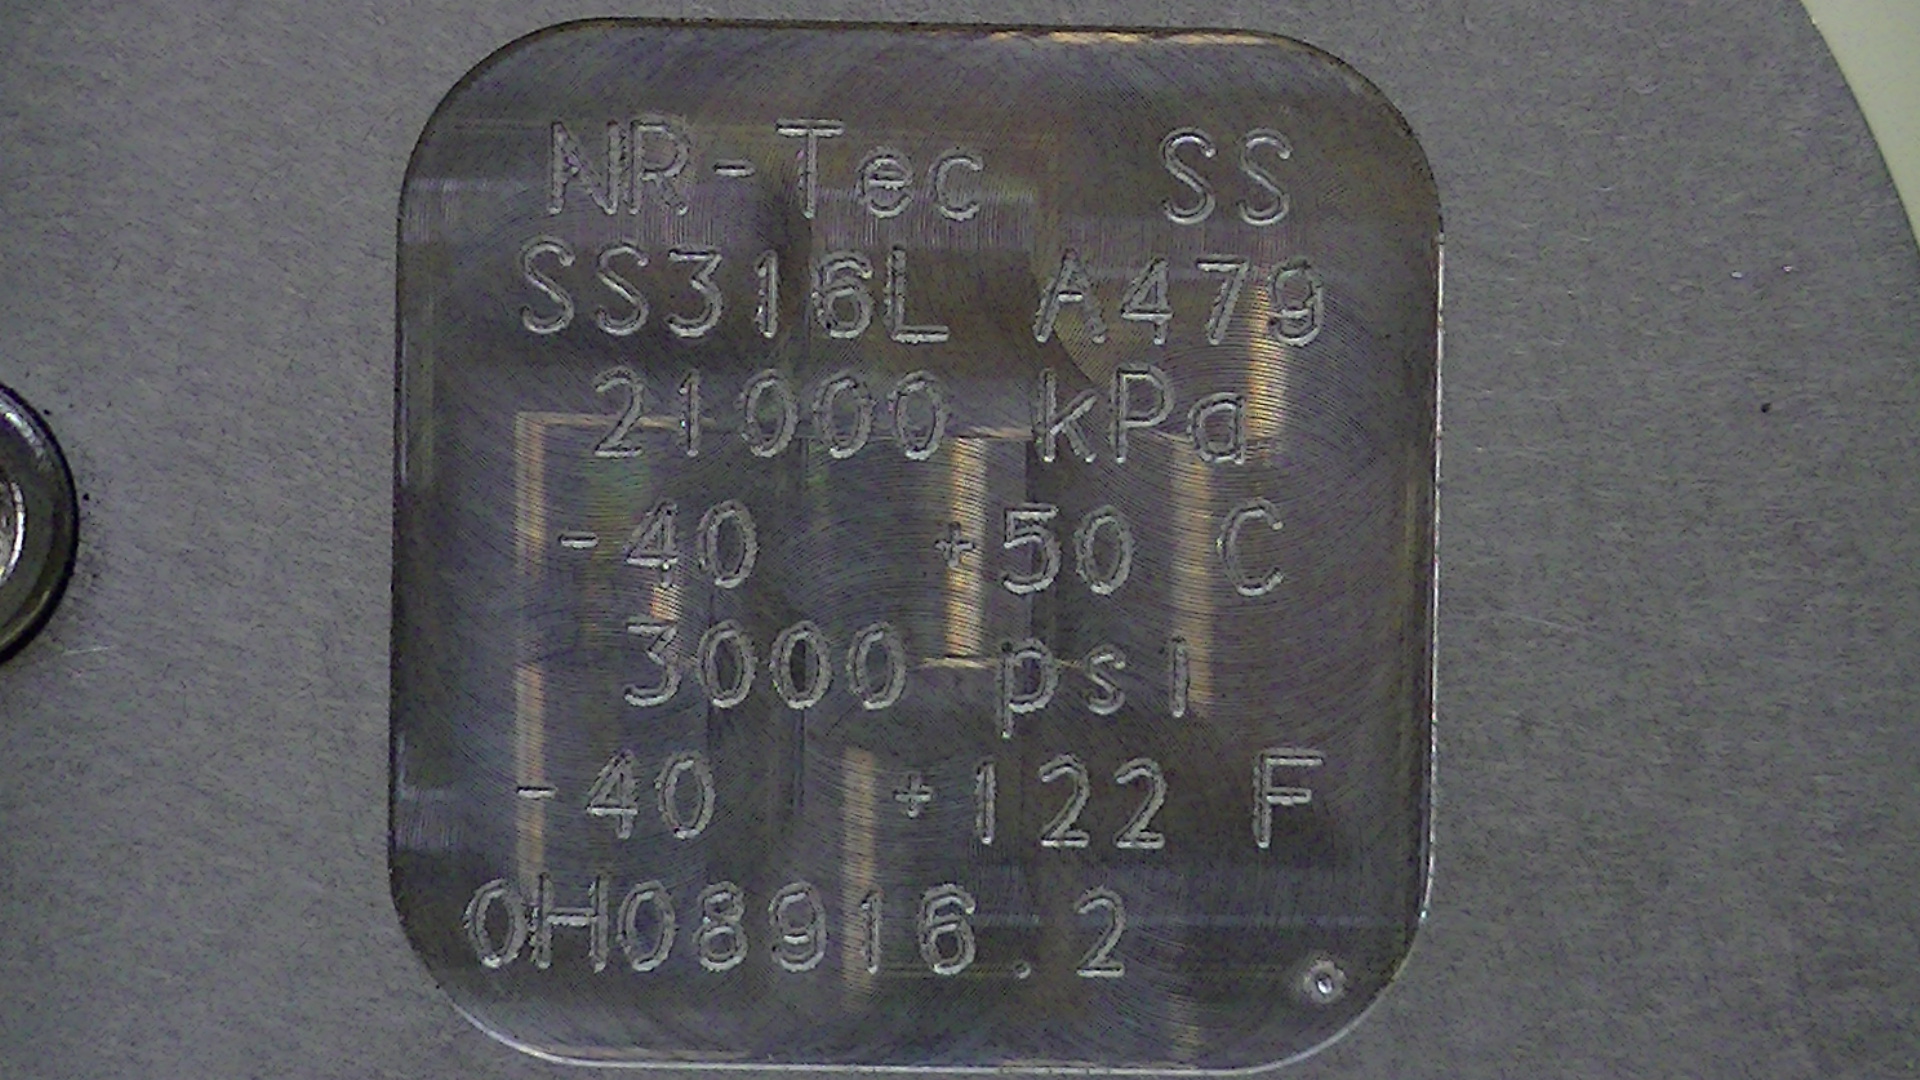 NR-Tec SS
SS316L A479
21000 kPa
-40 +50 C
3000 psi
-40 +122 F
0H08916.2